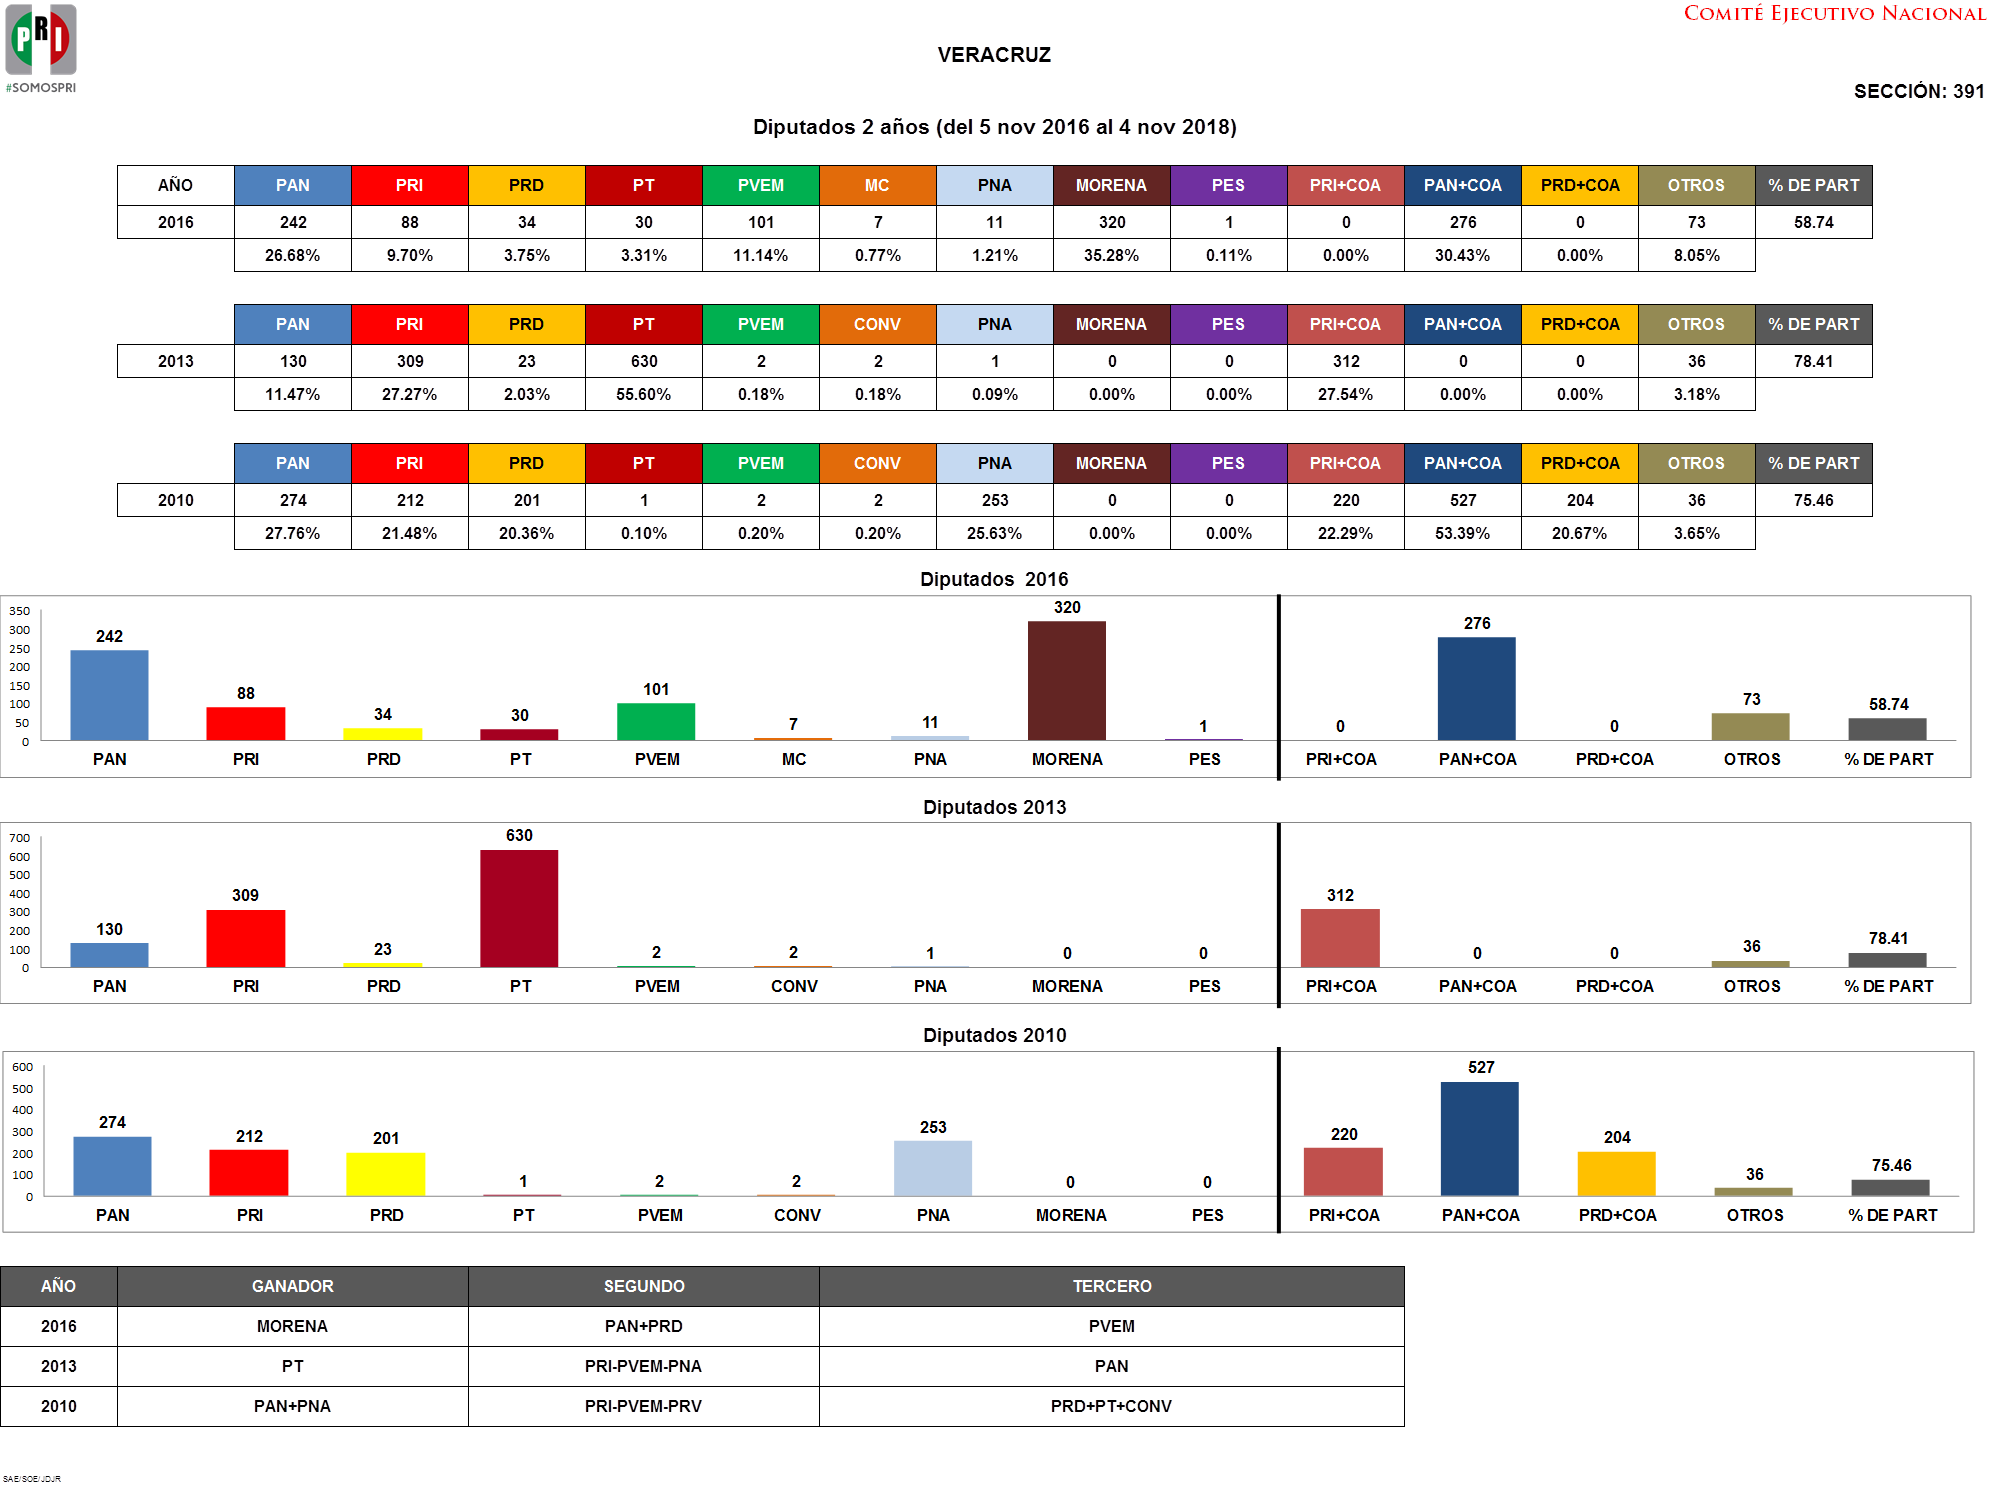 PRI
#SOMOSPRI
COMITÉ EJECUTIVO NACIONAL
VERACRUZ
SECCIÓN: 391
Diputados 2 años (del 5 nov 2016 al 4 nov 2018)
AÑO PAN PRI PRD PT PVEM MC PNA MORENA PES PRI+COA PAN+COA PRD+COA OTROS % DE PART
2016 242 88 34 30 101 7 11 320 1 0 276 0 73 58.74
26.68% 9.70% 3.75% 3.31% 11.14% 0.77% 1.21% 35.28% 0.11% 0.00% 30.43% 0.00% 8.05%
PAN PRI PRD PT PVEM CONV PNA MORENA PES PRI+COA PAN+COA PRD+COA OTROS % DE PART
2013 130 309 23 630 2 2 1 0 0 312 0 0 36 78.41
11.47% 27.27% 2.03% 55.60% 0.18% 0.18% 0.09% 0.00% 0.00% 27.54% 0.00% 0.00% 3.18%
PAN PRI PRD PT PVEM CONV PNA MORENA PES PRI+COA PAN+COA PRD+COA OTROS % DE PART
2010 274 212 201 1 2 2 253 0 0 220 527 204 36 75.46
27.76% 21.48% 20.36% 0.10% 0.20% 0.20% 25.63% 0.00% 0.00% 22.29% 53.39% 20.67% 3.65%
Diputados 2016
350
300
250
200
150
100
50
0
242 88 34 30 101 7 11 320 1 0 276 0 73 58.74
PAN PRI PRD PT PVEM MC PNA MORENA PES PRI+COA PAN+COA PRD+COA OTROS % DE PART
Diputados 2013
700
600
500
400
300
200
100
0
130 309 23 630 2 2 1 0 0 312 0 0 36 78.41
PAN PRI PRD PT PVEM CONV PNA MORENA PES PRI+COA PAN+COA PRD+COA OTROS % DE PART
Diputados 2010
600
500
400
300
200
100
0
274 212 201 1 2 2 253 0 0 220 527 204 36 75.46
PAN PRI PRD PT PVEM CONV PNA MORENA PES PRI+COA PAN+COA PRD+COA OTROS % DE PART
AÑO GANADOR SEGUNDO TERCERO
2016 MORENA PAN+PRD PVEM
2013 PT PRI-PVEM-PNA PAN
2010 PAN+PNA PRI-PVEM-PRV PRD+PT+CONV
SAE/SOE/JDJR